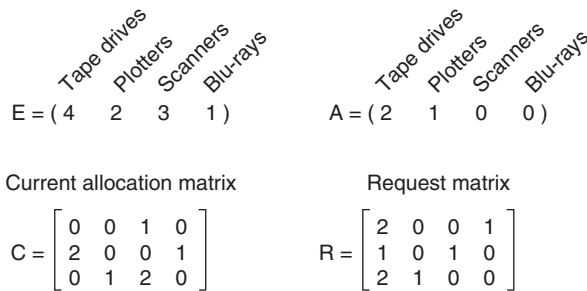 Tape drives
Plotters
Scanners
Blu-rays
E = ( 4 2 3 1 )
Tape drives
Plotters
Scanners
Blu-rays
A = ( 2 1 0 0 )
Current allocation matrix
0 0 1 0
C = 2 0 0 1
0 1 2 0
Request matrix
2 0 0 1
R = 1 0 1 0
2 1 0 0